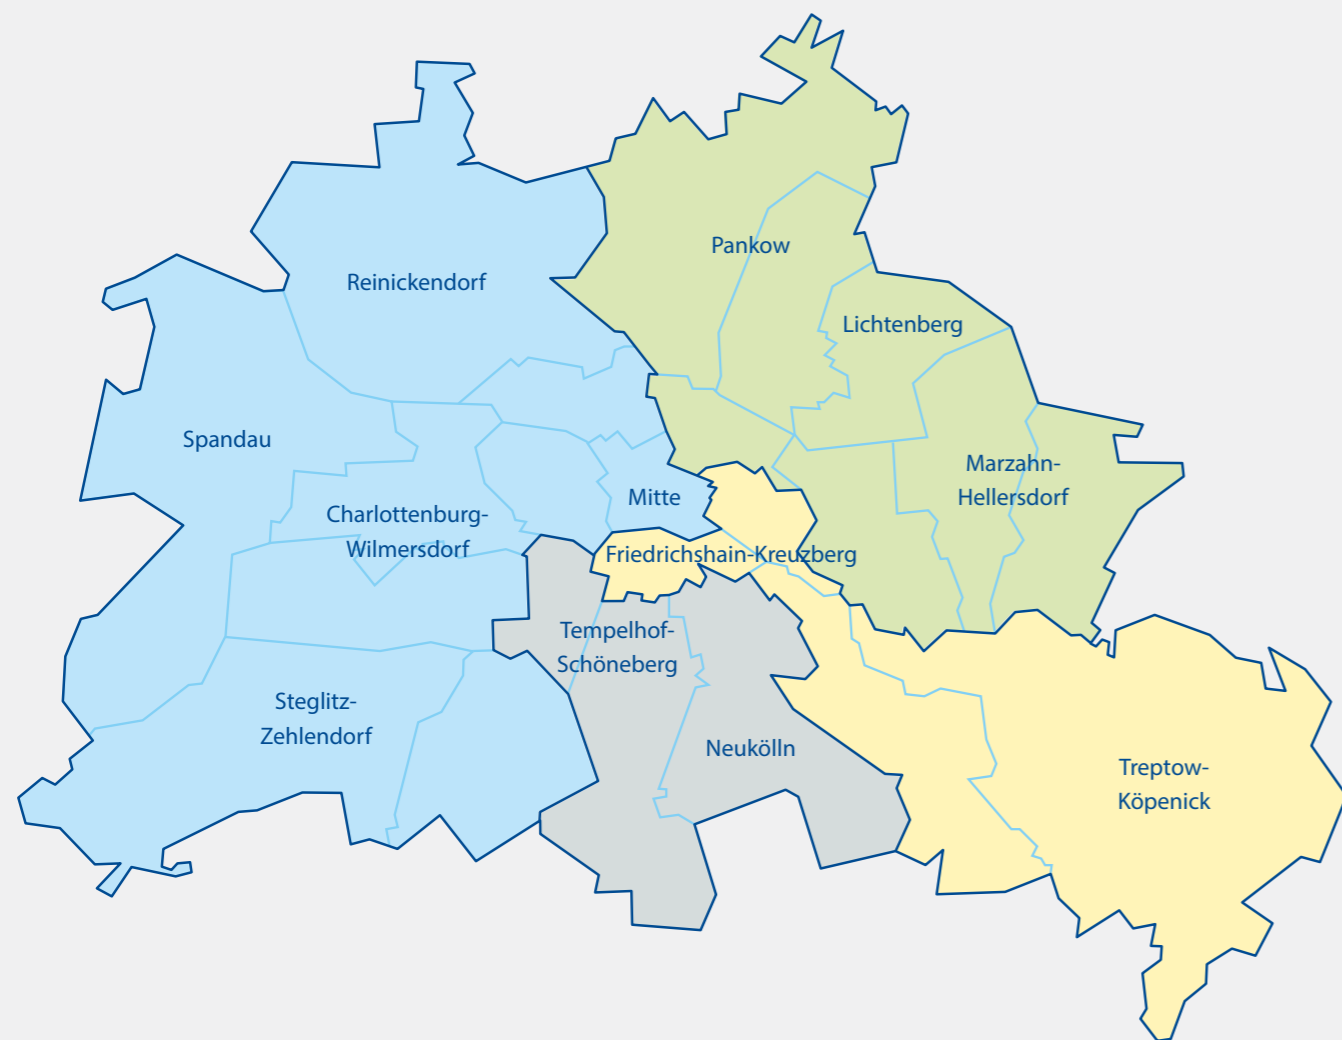 Pankow
Reinickendorf
Lichtenberg
Spandau
Marzahn-
Hellersdorf
Mitte
Charlottenburg-
Wilmersdorf
Friedrichshain-Kreuzberg
Tempelhof-
Schöneberg
Steglitz-
Zehlendorf
Neukölln
Treptow-
Köpenick